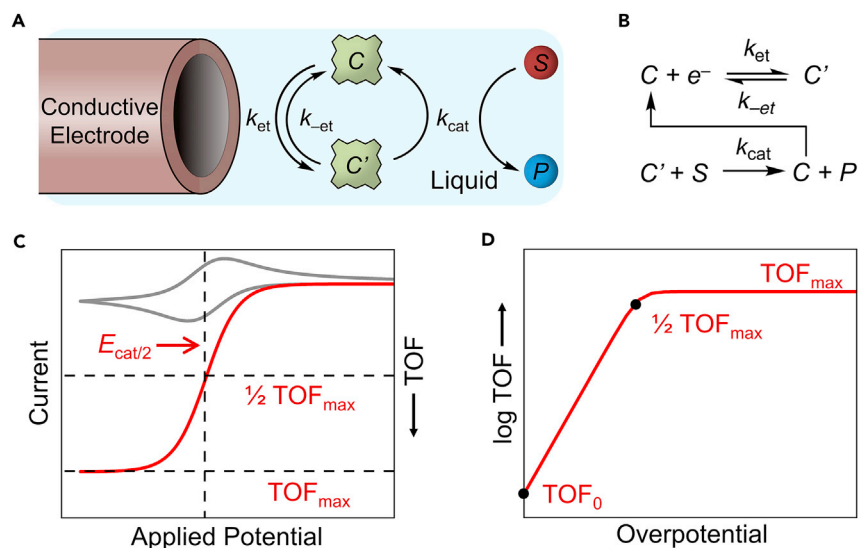 A
Conductive
Electrode
k_et
k_–et
C
C'
k_cat
S
P
Liquid
B
C + e⁻
k_et
k_–et
C'
C' + S
k_cat
C + P
C
Current
E_cat/2
½ TOF_max
TOF_max
TOF
Applied Potential
D
log TOF
TOF_max
½ TOF_max
TOF₀
Overpotential